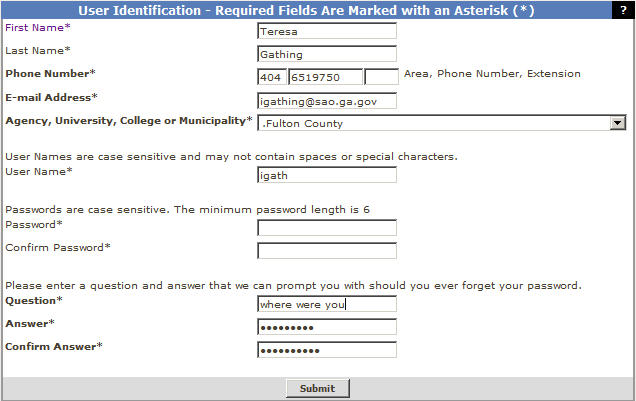 User Identification - Required Fields Are Marked with an Asterisk (*) ?
First Name* Teresa
Last Name* Gathing
Phone Number* 404 6519750 Area, Phone Number, Extension
E-mail Address* igathing@sao.ga.gov
Agency, University, College or Municipality* .Fulton County
User Names are case sensitive and may not contain spaces or special characters.
User Name* igath
Passwords are case sensitive. The minimum password length is 6
Password*
Confirm Password*
Please enter a question and answer that we can prompt you with should you ever forget your password.
Question* where were you
Answer* •••••••••
Confirm Answer* ••••••••••
Submit